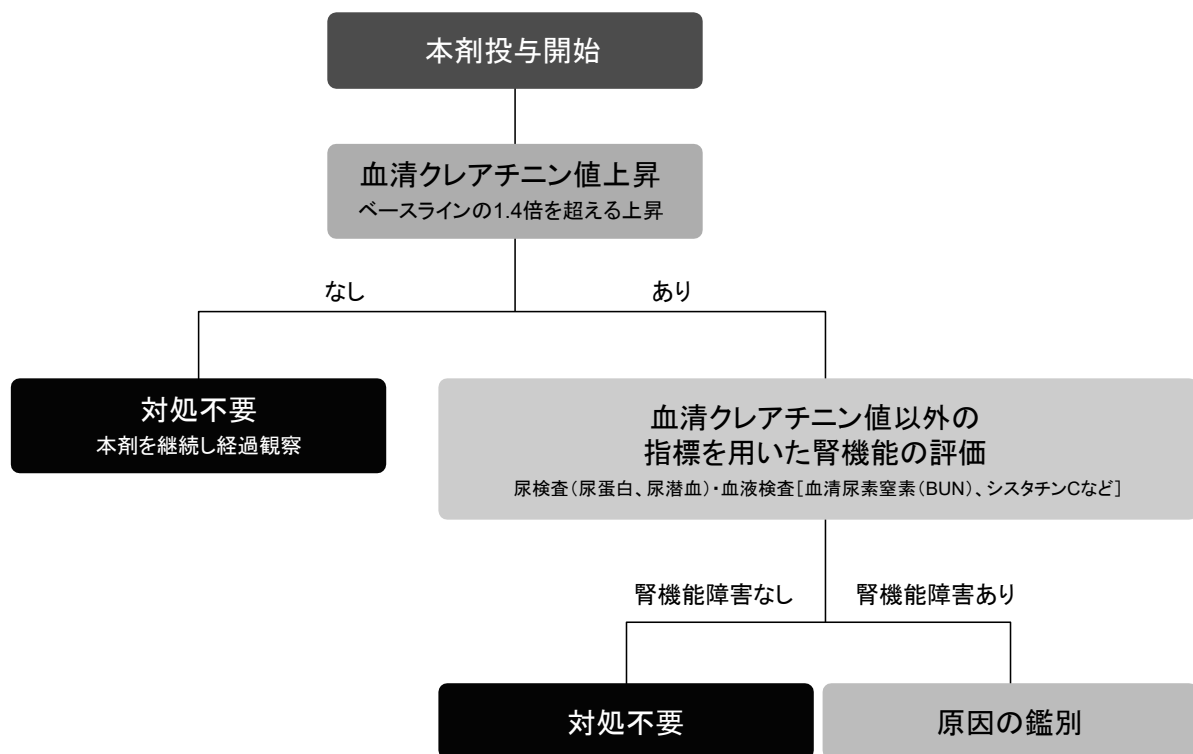 本剤投与開始
血清クレアチニン値上昇
ベースラインの1.4倍を超える上昇
なし
あり
対処不要
本剤を継続し経過観察
血清クレアチニン値以外の
指標を用いた腎機能の評価
尿検査（尿蛋白、尿潜血）・血液検査［血清尿素窒素（BUN）、シスタチンCなど］
腎機能障害なし
腎機能障害あり
対処不要
原因の鑑別